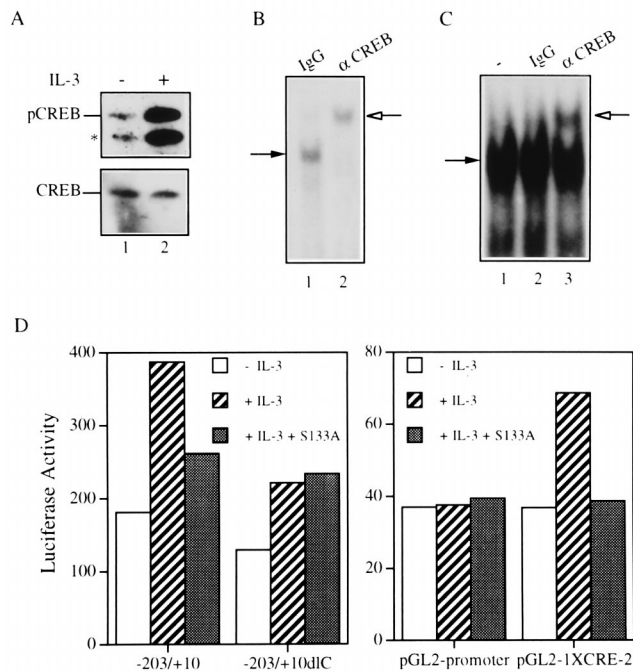 A
IL-3 - +
pCREB
*
CREB
1 2
B
IgG α CREB
1 2
C
- IgG α CREB
1 2 3
D
Luciferase Activity
400
300
200
100
0
- IL-3
+ IL-3
+ IL-3 + S133A
-203/+10 -203/+10dlC
80
60
40
20
0
- IL-3
+ IL-3
+ IL-3 + S133A
pGL2-promoter pGL2-1XCRE-2